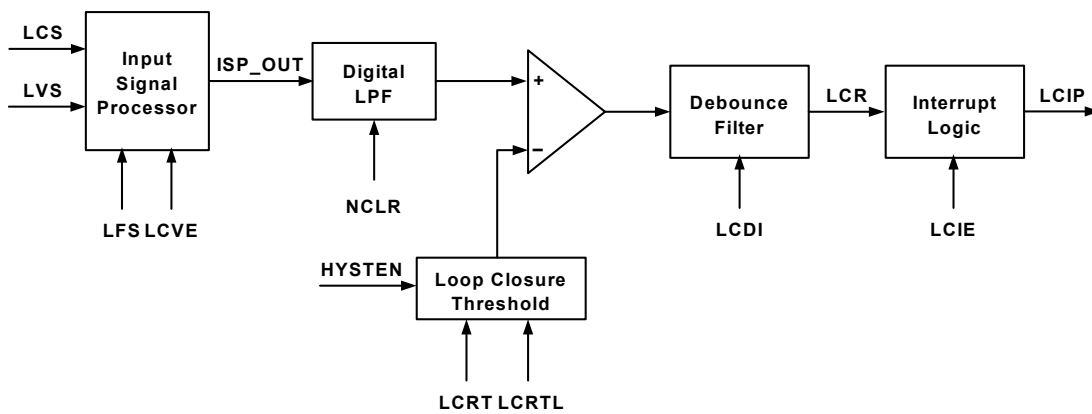 LCS
LVS
Input
Signal
Processor
LFS LCVE
ISP_OUT
Digital
LPF
NCLR
+
−
HYSTEN
Loop Closure
Threshold
LCRT LCRTL
Debounce
Filter
LCDI
LCR
Interrupt
Logic
LCIE
LCIP